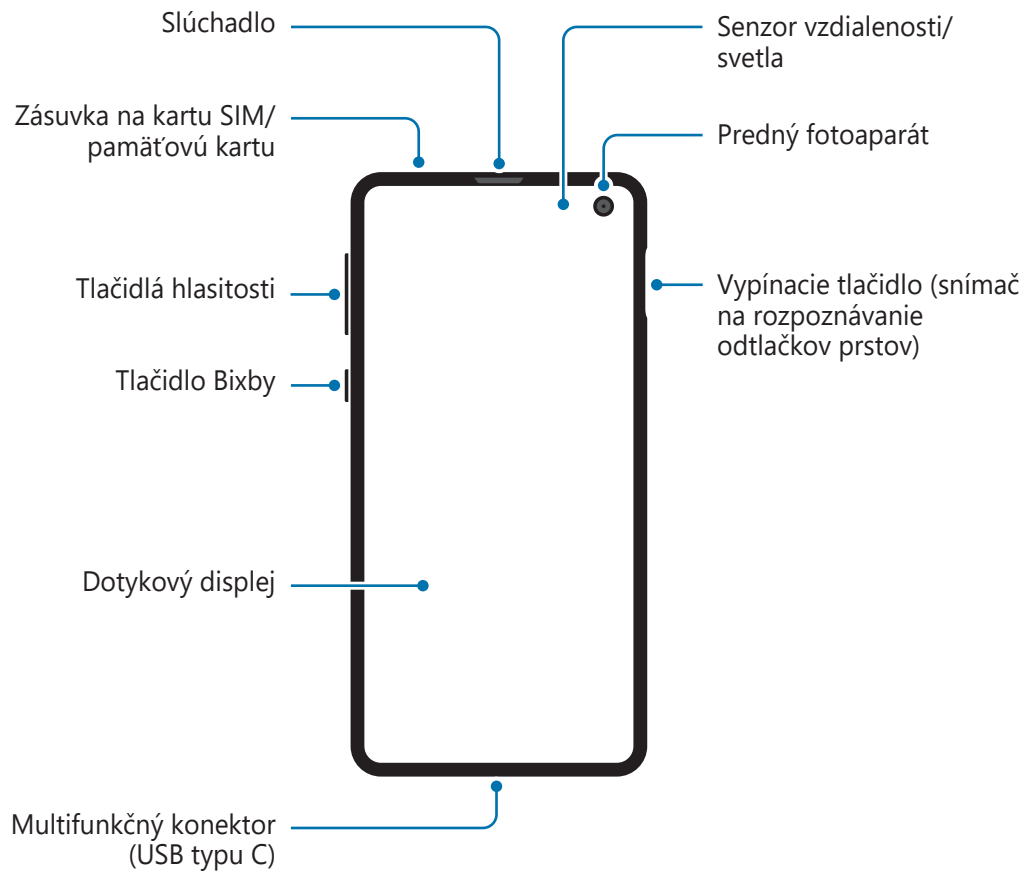 Slúchadlo
Zásuvka na kartu SIM/
pamäťovú kartu
Tlačidlá hlasitosti
Tlačidlo Bixby
Dotykový displej
Multifunkčný konektor
(USB typu C)
Senzor vzdialenosti/
svetla
Predný fotoaparát
Vypínacie tlačidlo (snímač
na rozpoznávanie
odtlačkov prstov)